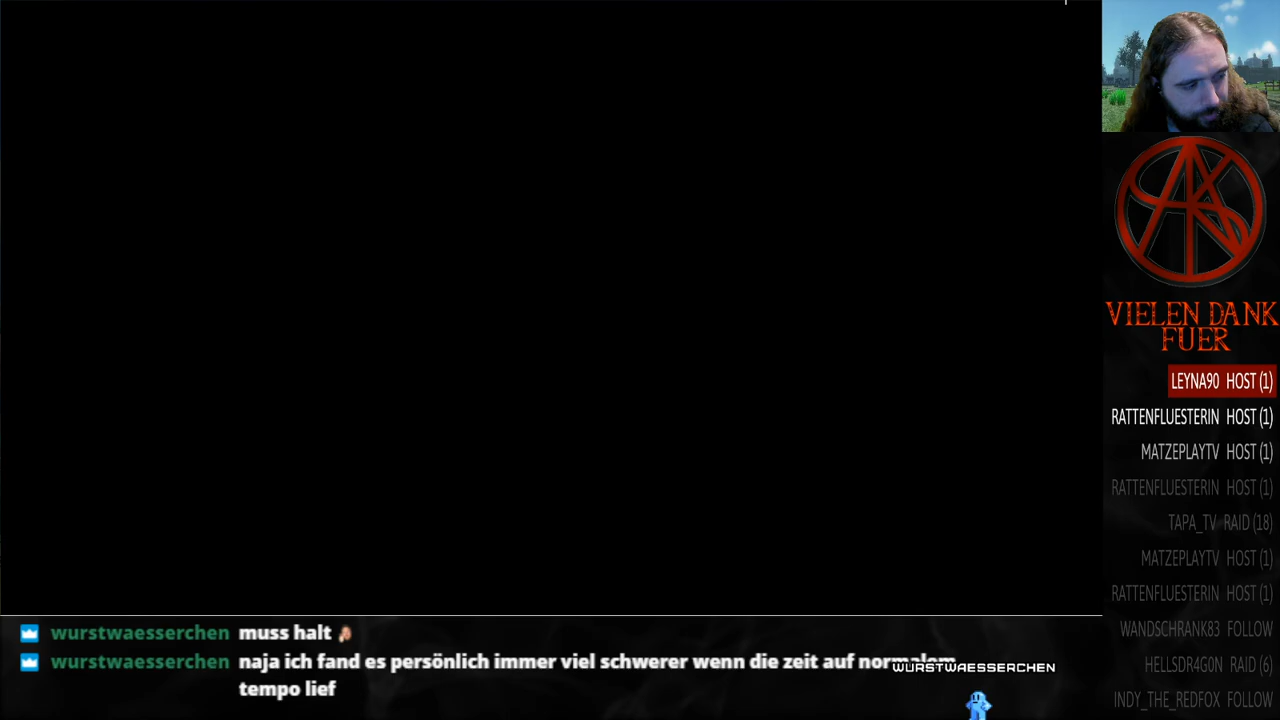 VIELEN DANK
FUER
LEYNA90 HOST (1)
RATTENFLUESTERIN HOST (1)
MATZEPLAYTV HOST (1)
RATTENFLUESTERIN HOST (1)
TAPA_TV RAID (18)
MATZEPLAYTV HOST (1)
RATTENFLUESTERIN HOST (1)
WANDSCHRANK83 FOLLOW
HELLSDR4G0N RAID (6)
INDY_THE_REDFOX FOLLOW
wurstwaesserchen muss halt
wurstwaesserchen naja ich fand es persönlich immer viel schwerer wenn die zeit auf normalem
tempo lief
WURSTWAESSERCHEN